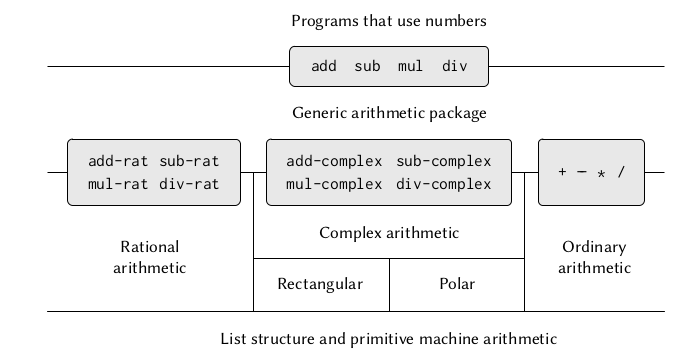 Programs that use numbers
add sub mul div
Generic arithmetic package
add-rat sub-rat
mul-rat div-rat
add-complex sub-complex
mul-complex div-complex
+ − * /
Rational
arithmetic
Complex arithmetic
Rectangular
Polar
Ordinary
arithmetic
List structure and primitive machine arithmetic